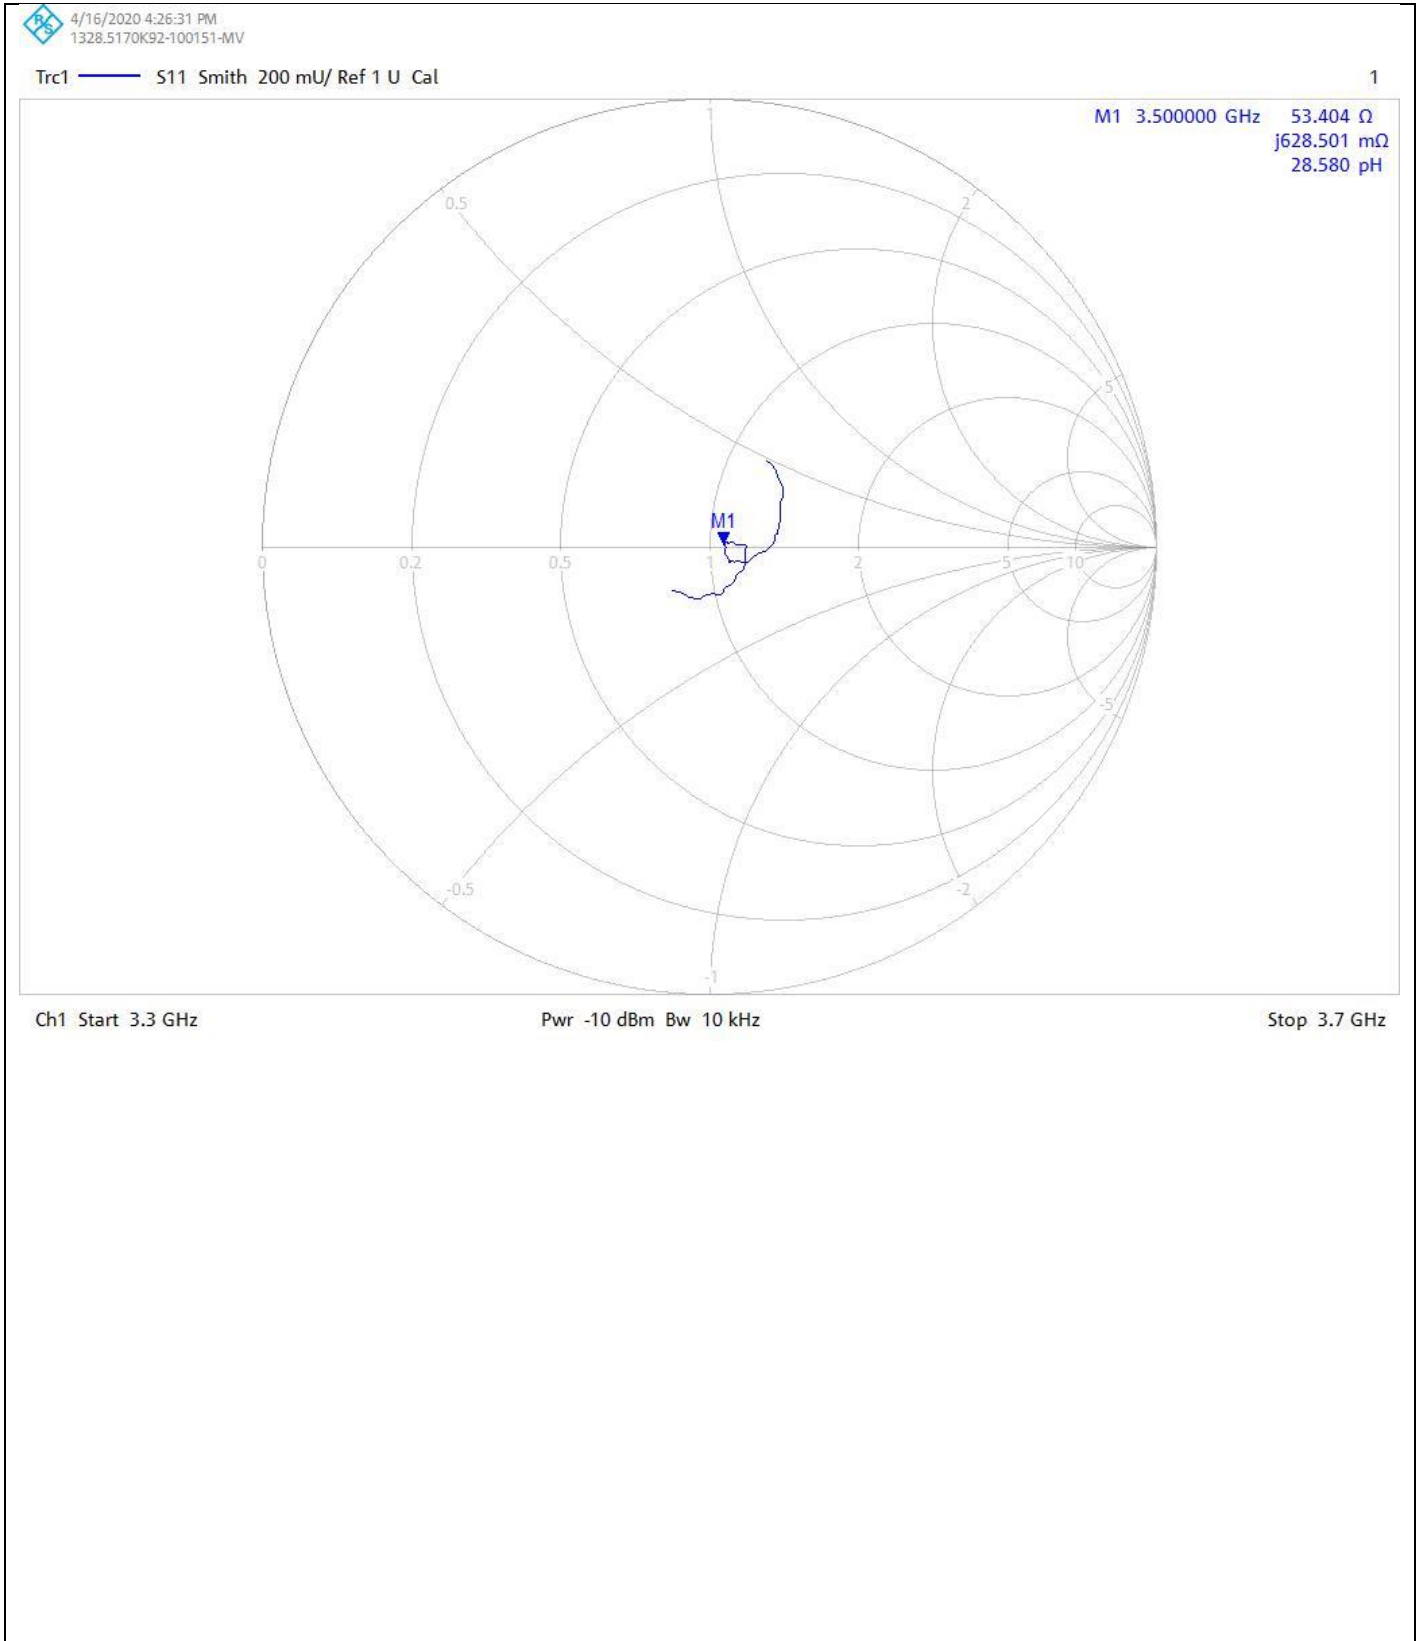 R
S
4/16/2020 4:26:31 PM
1328.5170K92-100151-MV
Trc1 S11 Smith 200 mU/ Ref 1 U Cal 1
M1 3.500000 GHz 53.404 Ω
j628.501 mΩ
28.580 pH
1
0.5 2
5
M1
0 0.2 0.5 1 2 5 10
-5
-0.5 -2
-1
Ch1 Start 3.3 GHz Pwr -10 dBm Bw 10 kHz Stop 3.7 GHz